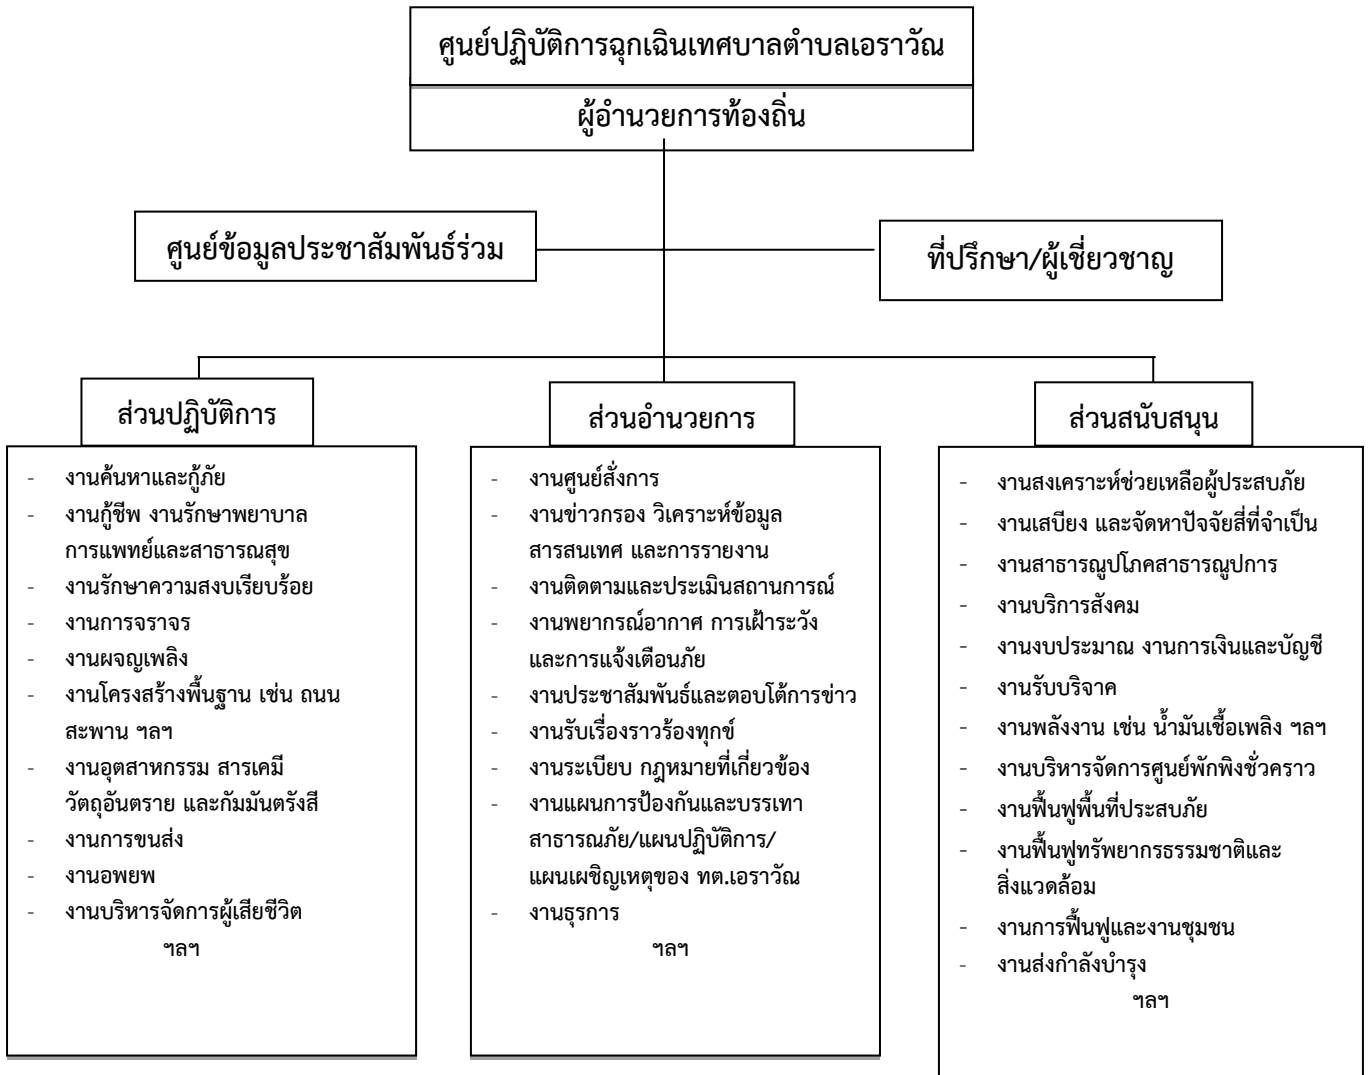 ศูนย์ปฏิบัติการฉุกเฉินเทศบาลตำบลเอราวัณ
ผู้อำนวยการท้องถิ่น
ศูนย์ข้อมูลประชาสัมพันธ์ร่วม
ที่ปรึกษา/ผู้เชี่ยวชาญ
ส่วนปฏิบัติการ
- งานค้นหาและกู้ภัย
- งานกู้ชีพ งานรักษาพยาบาล
การแพทย์และสาธารณสุข
- งานรักษาความสงบเรียบร้อย
- งานการจราจร
- งานผจญเพลิง
- งานโครงสร้างพื้นฐาน เช่น ถนน
สะพาน ฯลฯ
- งานอุตสาหกรรม สารเคมี
วัตถุอันตราย และกัมมันตรังสี
- งานการขนส่ง
- งานอพยพ
- งานบริหารจัดการผู้เสียชีวิต
ฯลฯ
ส่วนอำนวยการ
- งานศูนย์สั่งการ
- งานข่าวกรอง วิเคราะห์ข้อมูล
สารสนเทศ และการรายงาน
- งานติดตามและประเมินสถานการณ์
- งานพยากรณ์อากาศ การเฝ้าระวัง
และการแจ้งเตือนภัย
- งานประชาสัมพันธ์และตอบโต้การข่าว
- งานรับเรื่องราวร้องทุกข์
- งานระเบียบ กฎหมายที่เกี่ยวข้อง
- งานแผนการป้องกันและบรรเทา
สาธารณภัย/แผนปฏิบัติการ/
แผนเผชิญเหตุของ ทต.เอราวัณ
- งานธุรการ
ฯลฯ
ส่วนสนับสนุน
- งานสงเคราะห์ช่วยเหลือผู้ประสบภัย
- งานเสบียง และจัดหาปัจจัยสี่ที่จำเป็น
- งานสาธารณูปโภคสาธารณูปการ
- งานบริการสังคม
- งานงบประมาณ งานการเงินและบัญชี
- งานรับบริจาค
- งานพลังงาน เช่น น้ำมันเชื้อเพลิง ฯลฯ
- งานบริหารจัดการศูนย์พักพิงชั่วคราว
- งานฟื้นฟูพื้นที่ประสบภัย
- งานฟื้นฟูทรัพยากรธรรมชาติและ
สิ่งแวดล้อม
- งานการฟื้นฟูและงานชุมชน
- งานส่งกำลังบำรุง
ฯลฯ